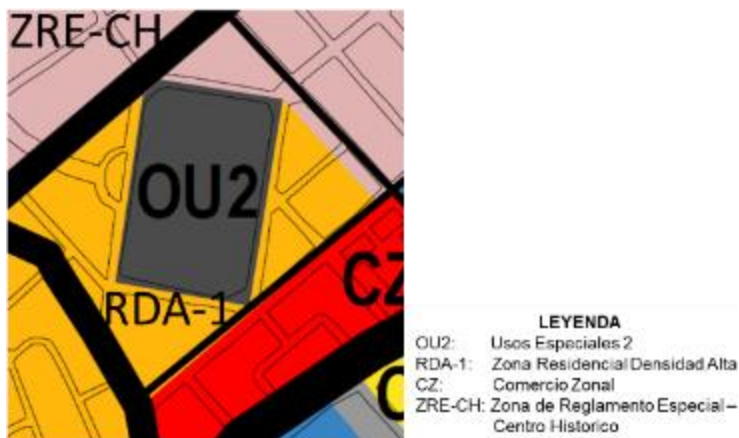 ZRE-CH
OU2
CZ
RDA-1
LEYENDA
OU2: Usos Especiales 2
RDA-1: Zona Residencial Densidad Alta
CZ: Comercio Zonal
ZRE-CH: Zona de Reglamento Especial –
Centro Historico